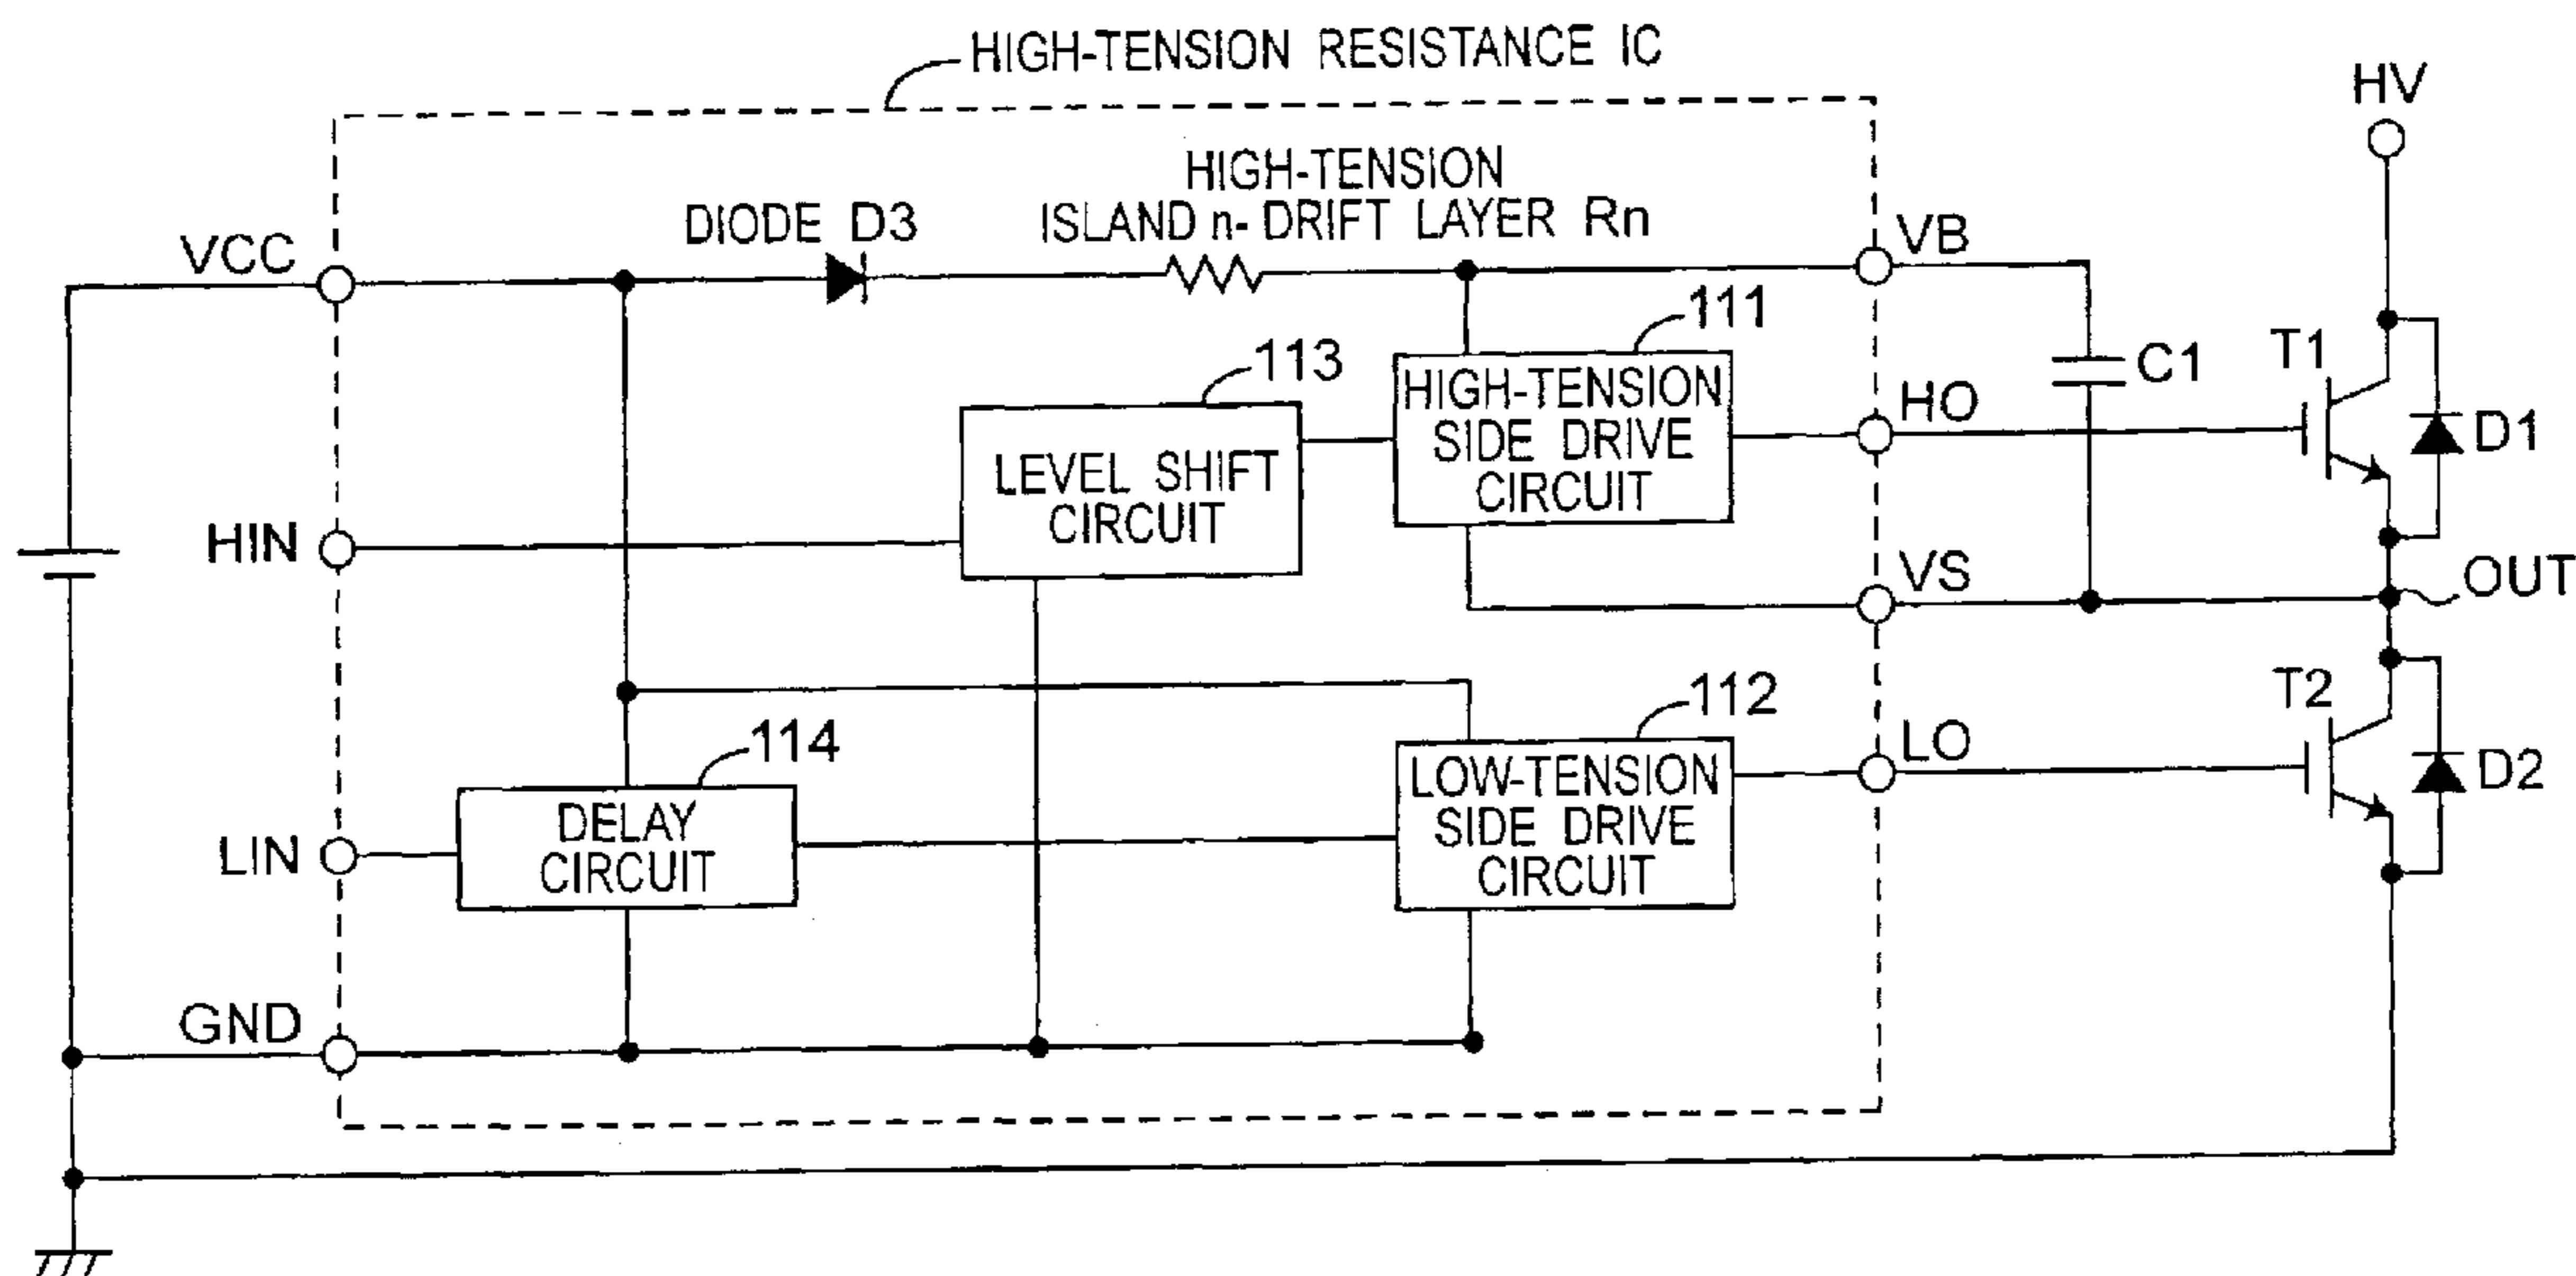 HIGH-TENSION RESISTANCE IC
HV
HIGH-TENSION
ISLAND n- DRIFT LAYER Rn
DIODE D3
VCC
VB
111
113
T1
C1
HIGH-TENSION
SIDE DRIVE
CIRCUIT
HO
D1
LEVEL SHIFT
CIRCUIT
HIN
VS
OUT
112
T2
114
LO
LOW-TENSION
SIDE DRIVE
CIRCUIT
D2
DELAY
CIRCUIT
LIN
GND